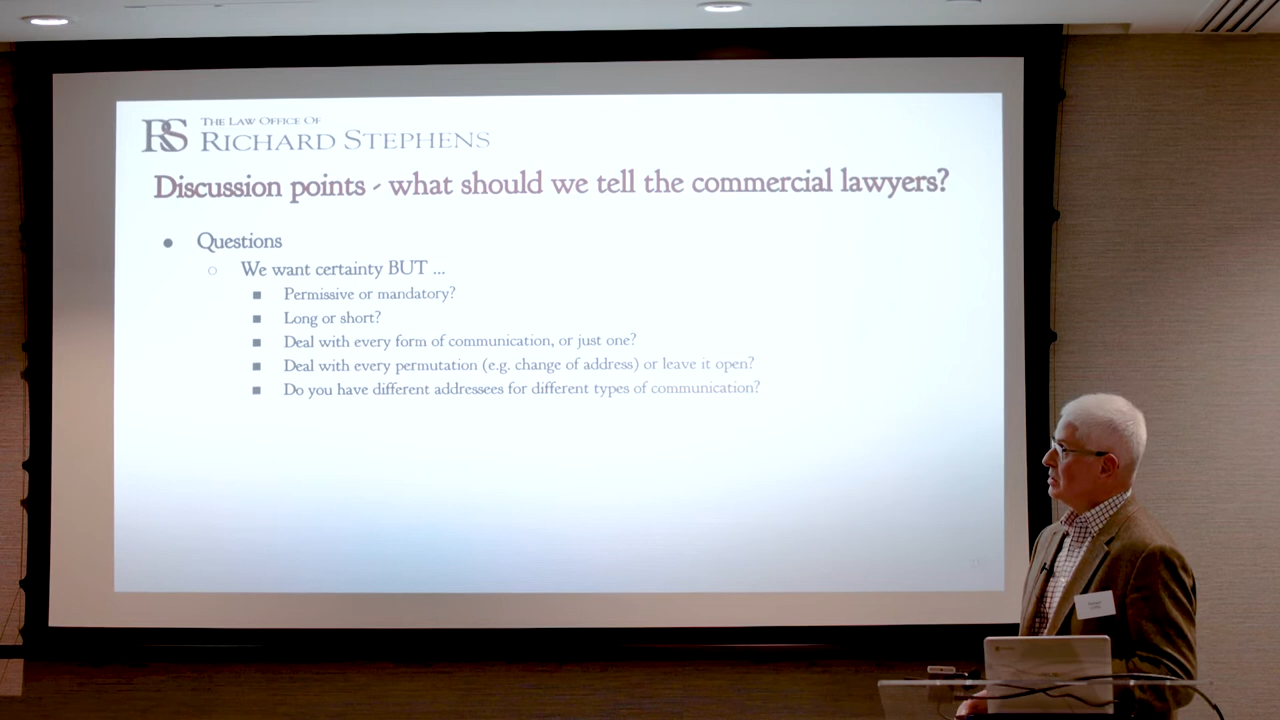 RS
THE LAW OFFICE OF
RICHARD STEPHENS
Discussion points - what should we tell the commercial lawyers?
● Questions
○ We want certainty BUT ...
■ Permissive or mandatory?
■ Long or short?
■ Deal with every form of communication, or just one?
■ Deal with every permutation (e.g. change of address) or leave it open?
■ Do you have different addressees for different types of communication?